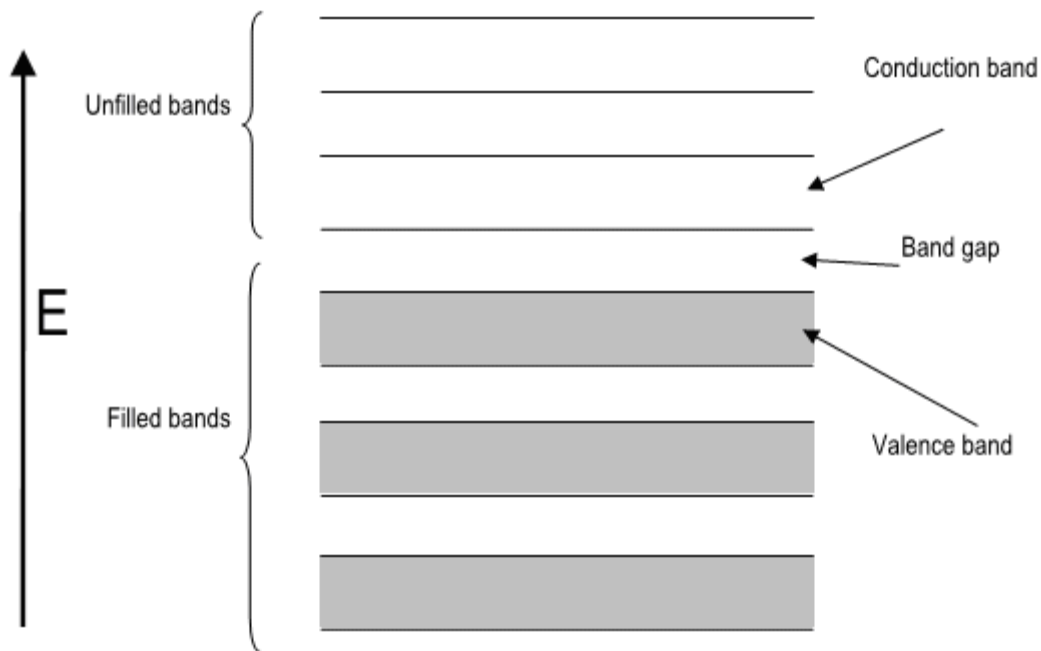 Conduction band
Unfilled bands
Band gap
E
Filled bands
Valence band